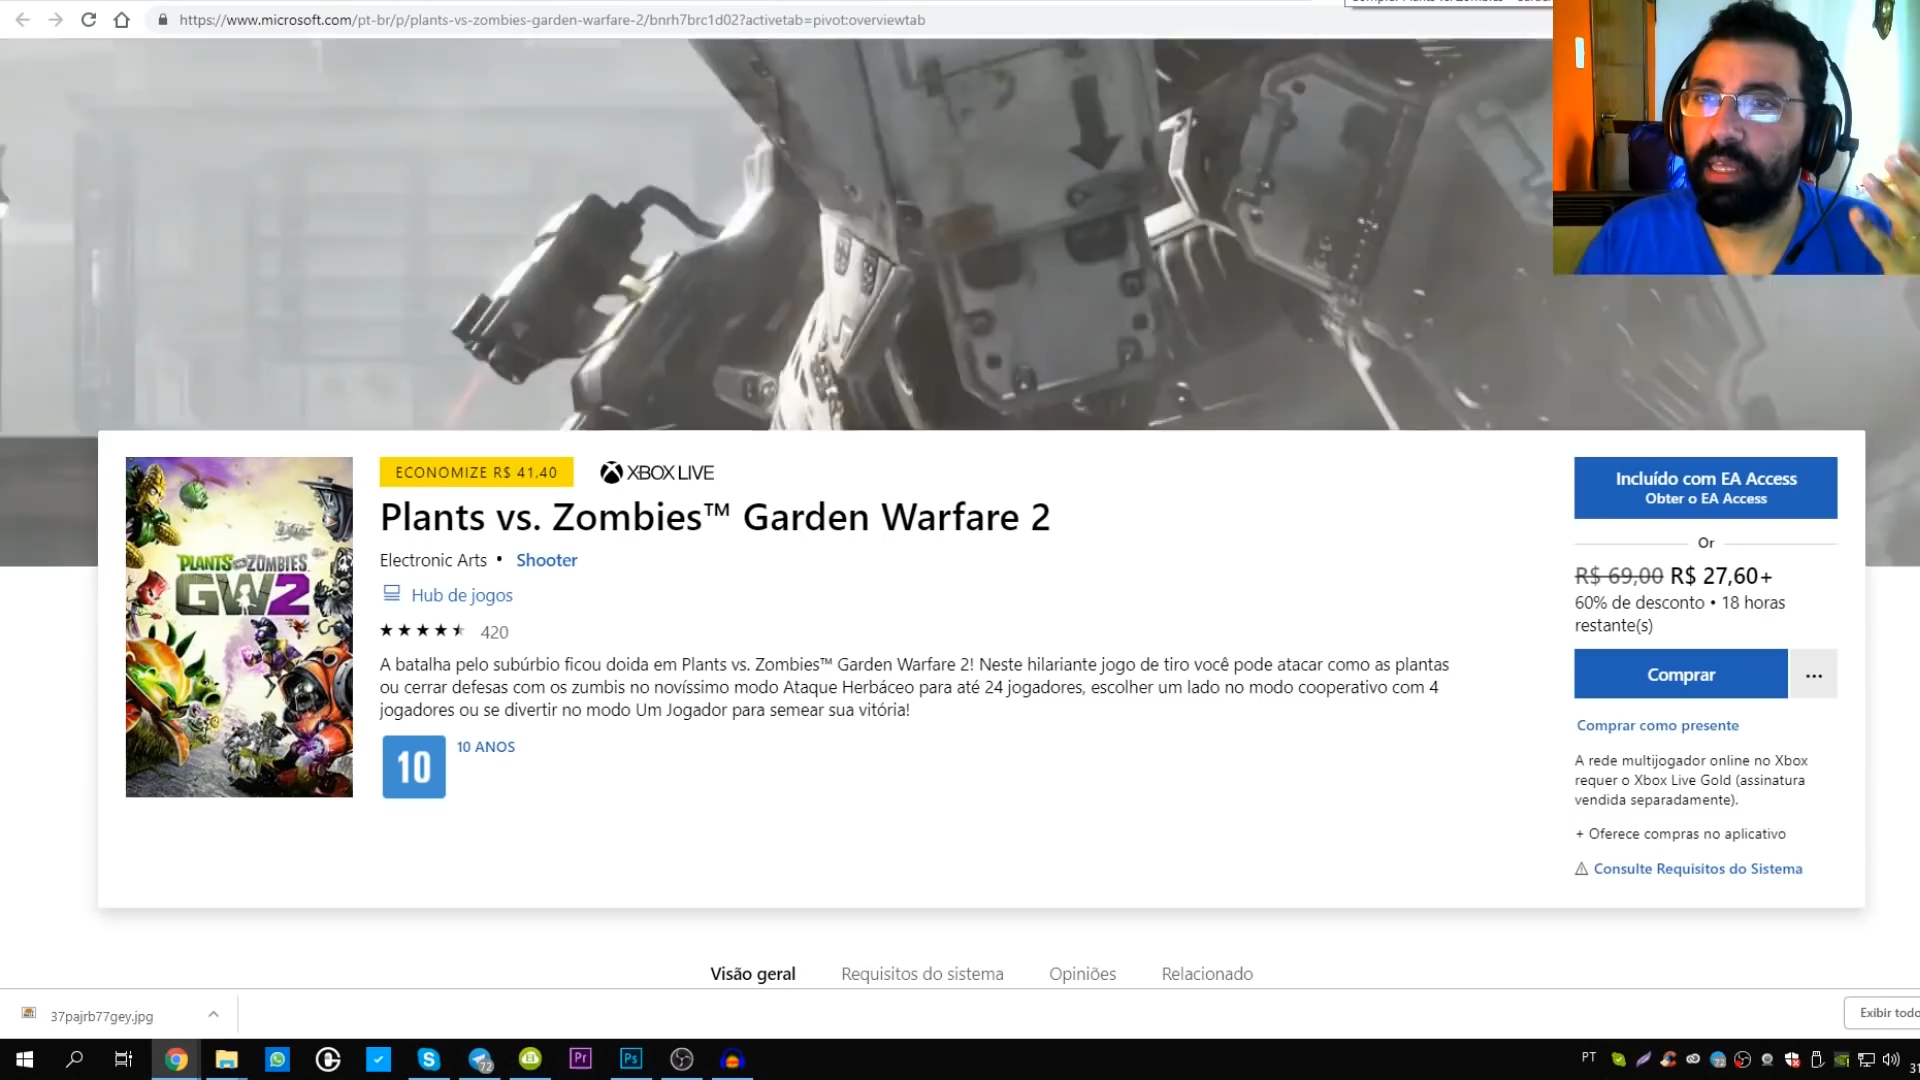 https://www.microsoft.com/pt-br/p/plants-vs-zombies-garden-warfare-2/bnrh7brc1d02?activetab=pivot:overviewtab
ECONOMIZE R$ 41,40
XBOX LIVE
Plants vs. Zombies™ Garden Warfare 2
Electronic Arts • Shooter
Hub de jogos
420
A batalha pelo subúrbio ficou doida em Plants vs. Zombies™ Garden Warfare 2! Neste hilariante jogo de tiro você pode atacar como as plantas
ou cerrar defesas com os zumbis no novíssimo modo Ataque Herbáceo para até 24 jogadores, escolher um lado no modo cooperativo com 4
jogadores ou se divertir no modo Um Jogador para semear sua vitória!
10
10 ANOS
PLANTS VS ZOMBIES
GW2
Incluído com EA Access
Obter o EA Access
Or
R$ 69,00 R$ 27,60+
60% de desconto • 18 horas
restante(s)
Comprar
...
Comprar como presente
A rede multijogador online no Xbox
requer o Xbox Live Gold (assinatura
vendida separadamente).
+ Oferece compras no aplicativo
Consulte Requisitos do Sistema
Visão geral
Requisitos do sistema
Opiniões
Relacionado
37pajrb77gey.jpg
Exibir todo
72
Pr
Ps
PT